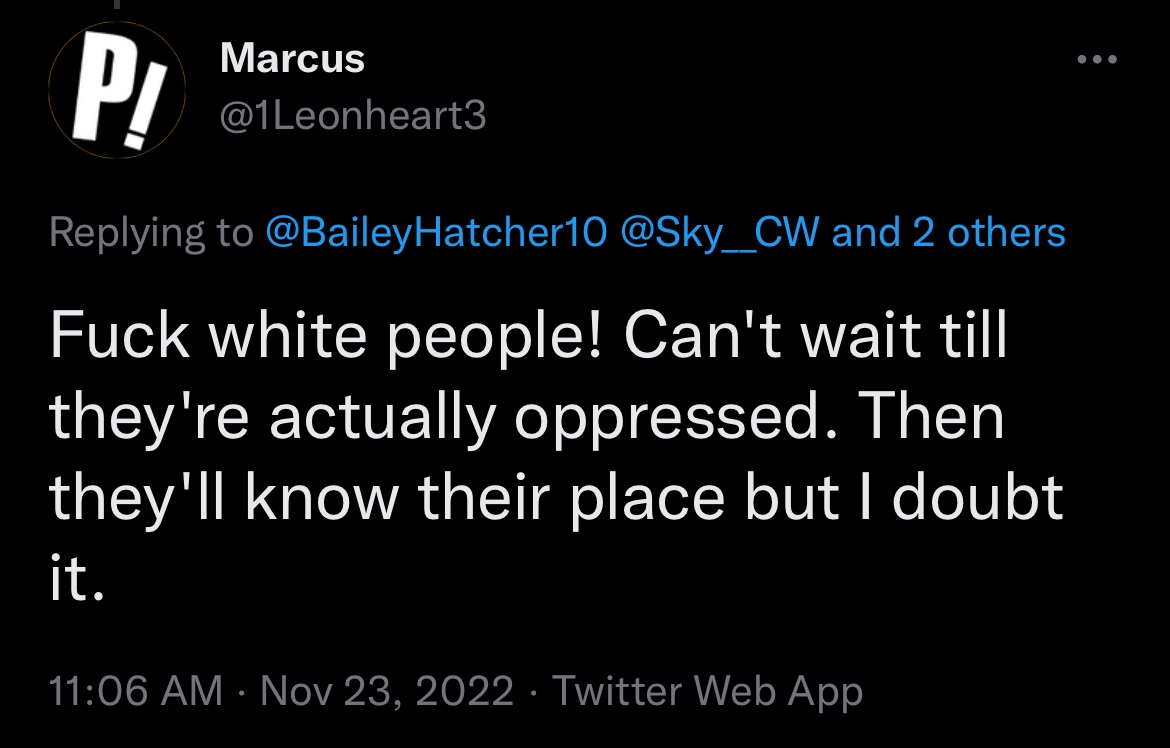 P!
Marcus
@1Leonheart3
Replying to @BaileyHatcher10 @Sky__CW and 2 others
Fuck white people! Can't wait till
they're actually oppressed. Then
they'll know their place but I doubt
it.
11:06 AM · Nov 23, 2022 · Twitter Web App